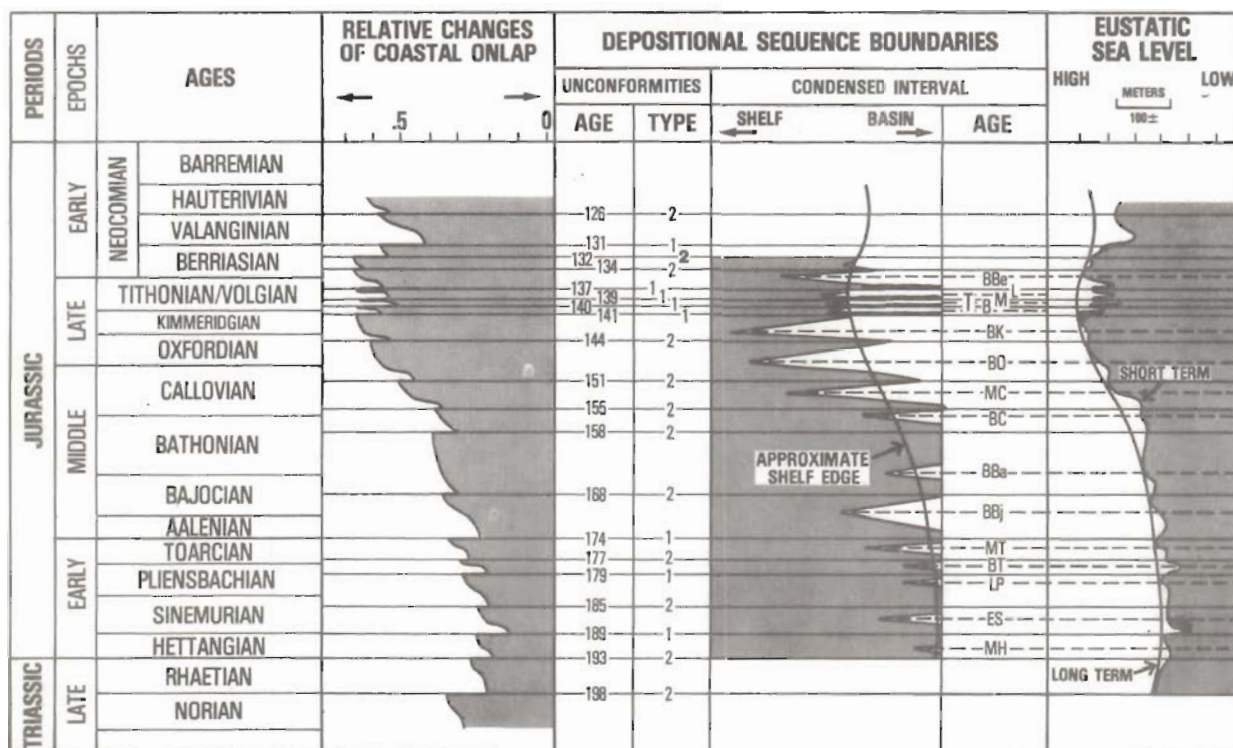 PERIODS
EPOCHS
AGES
RELATIVE CHANGES
OF COASTAL ONLAP
.5
0
DEPOSITIONAL SEQUENCE BOUNDARIES
UNCONFORMITIES
AGE
TYPE
CONDENSED INTERVAL
SHELF
BASIN
AGE
EUSTATIC
SEA LEVEL
HIGH
LOW
METERS
100±
JURASSIC
TRIASSIC
EARLY
NEOCOMIAN
LATE
MIDDLE
EARLY
LATE
BARREMIAN
HAUTERIVIAN
VALANGINIAN
BERRIASIAN
TITHONIAN/VOLGIAN
KIMMERIDGIAN
OXFORDIAN
CALLOVIAN
BATHONIAN
BAJOCIAN
AALENIAN
TOARCIAN
PLIENSBACHIAN
SINEMURIAN
HETTANGIAN
RHAETIAN
NORIAN
126 2
131 1
132 2
134 2
137 1
139 1
140 1
141 1
144 2
151 2
155 2
158 2
168 2
174 1
177 2
179 1
185 2
189 1
193 2
198 2
APPROXIMATE
SHELF EDGE
BBe
L
M
BK
BO
MC
BC
BBa
BBj
MT
BT
LP
ES
MH
SHORT TERM
LONG TERM